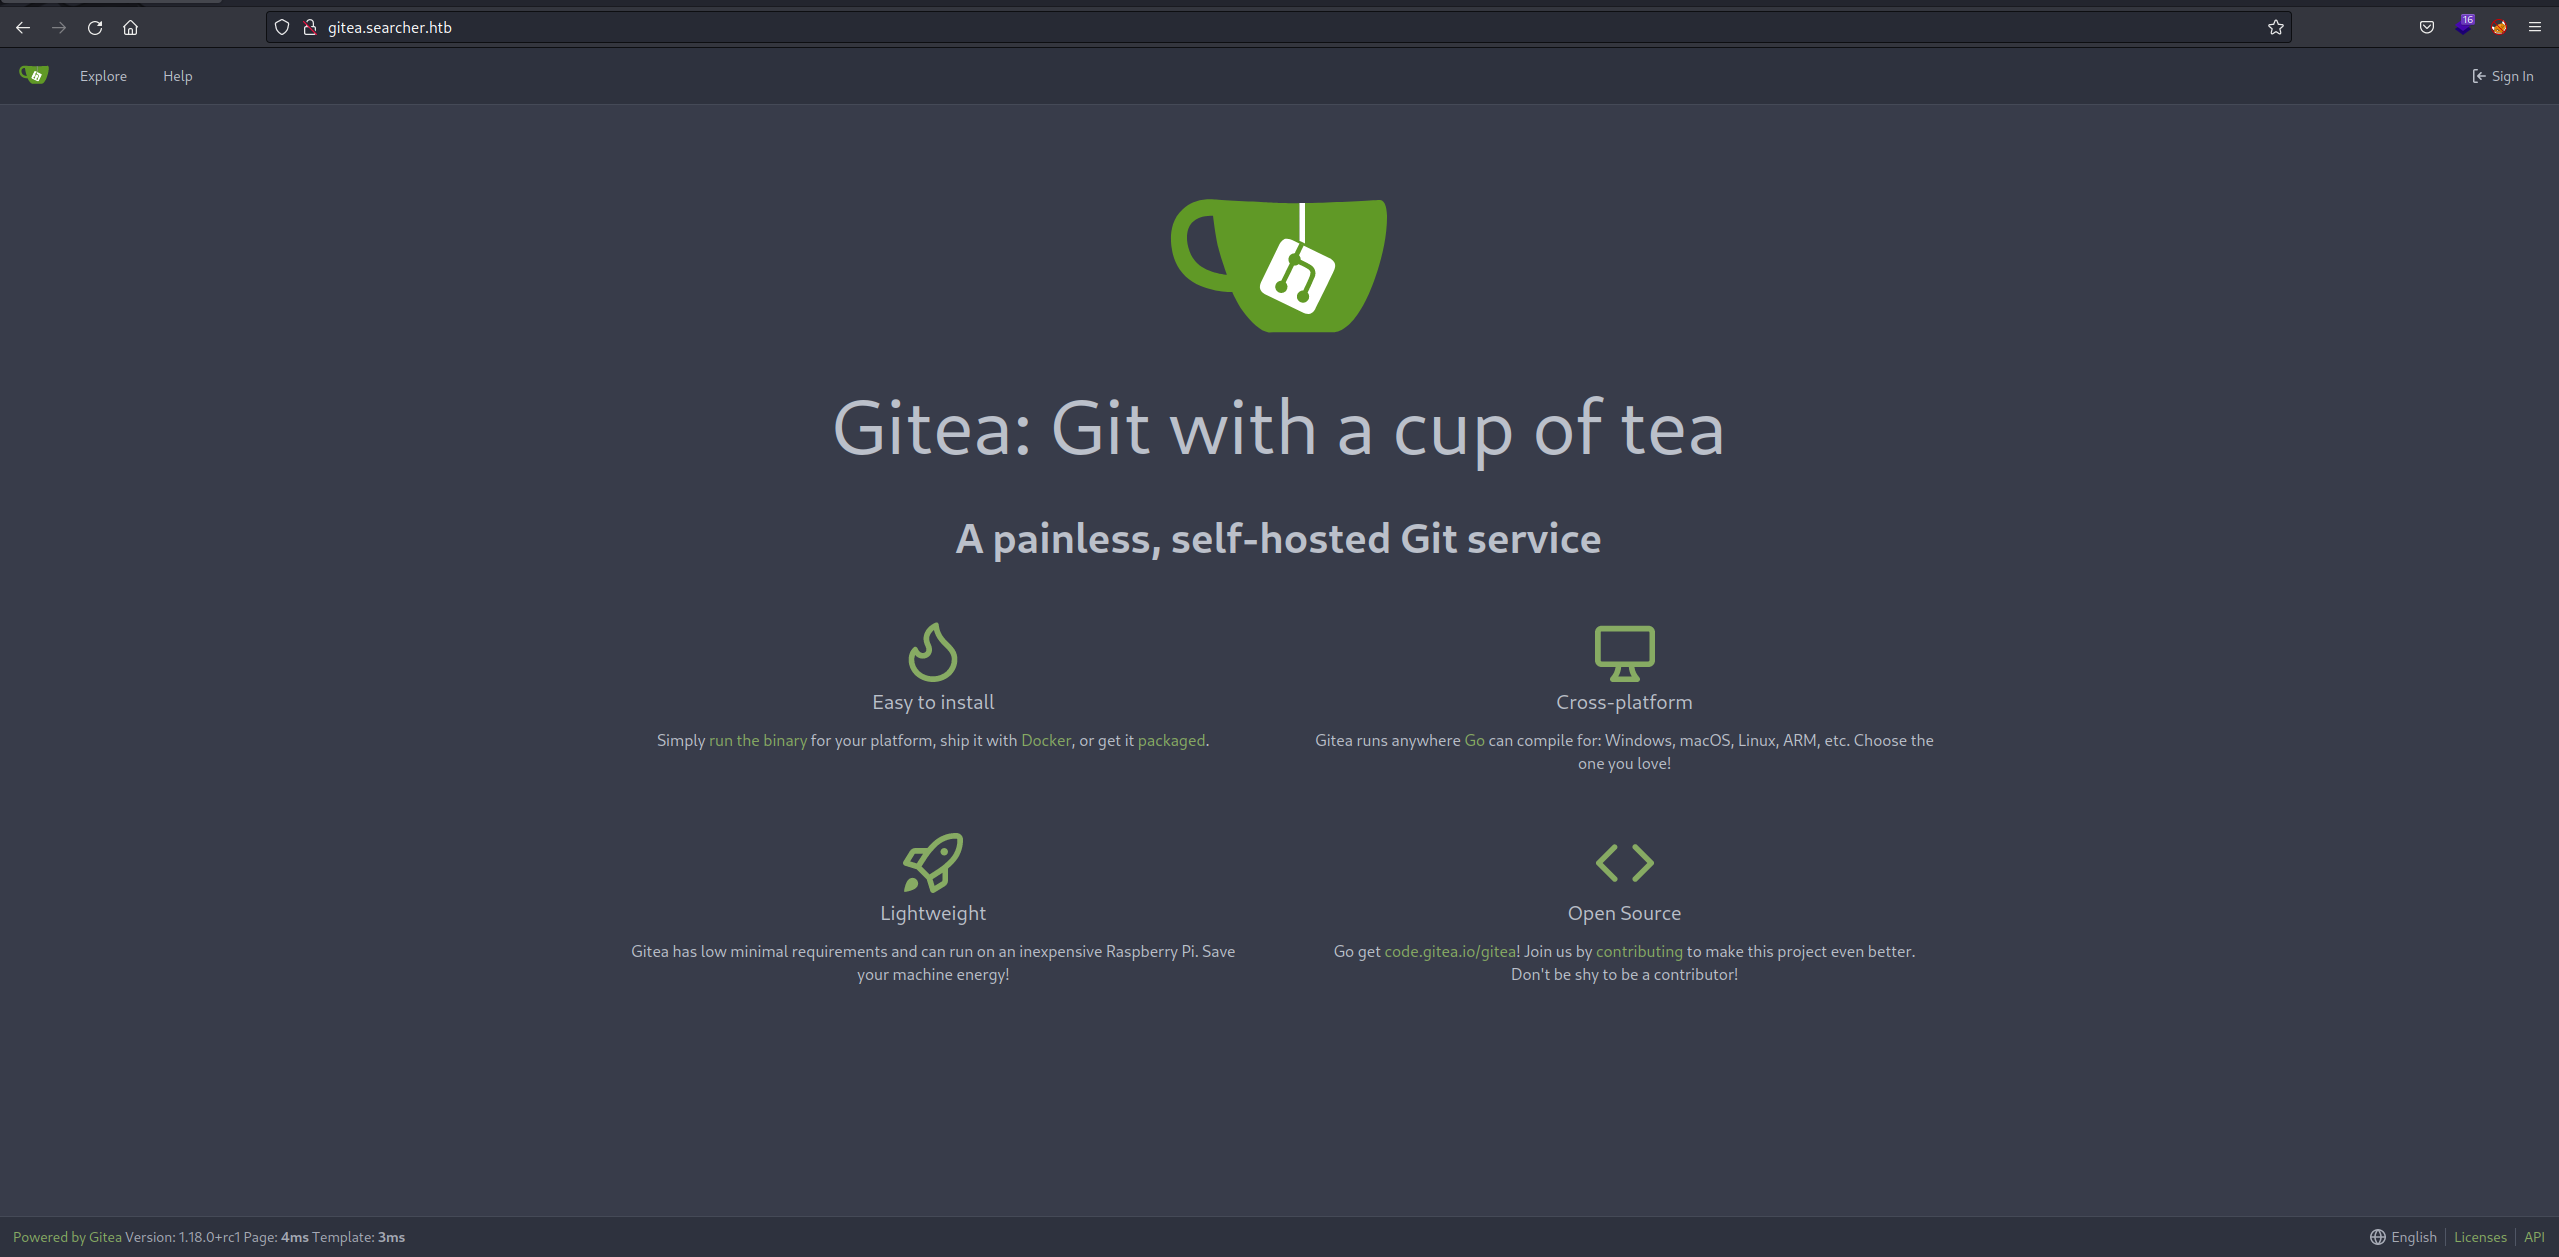 gitea.searcher.htb
16
Explore Help Sign In
Gitea: Git with a cup of tea
A painless, self-hosted Git service
Easy to install
Simply run the binary for your platform, ship it with Docker, or get it packaged.
Cross-platform
Gitea runs anywhere Go can compile for: Windows, macOS, Linux, ARM, etc. Choose the
one you love!
Lightweight
Gitea has low minimal requirements and can run on an inexpensive Raspberry Pi. Save
your machine energy!
Open Source
Go get code.gitea.io/gitea! Join us by contributing to make this project even better.
Don't be shy to be a contributor!
Powered by Gitea Version: 1.18.0+rc1 Page: 4ms Template: 3ms
English Licenses API